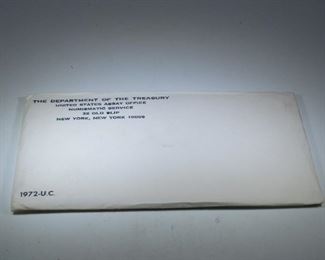 THE DEPARTMENT OF THE TREASURY
UNITED STATES ASSAY OFFICE
NUMISMATIC SERVICE
32 OLD SLIP
NEW YORK, NEW YORK 10005
1972-U.C.